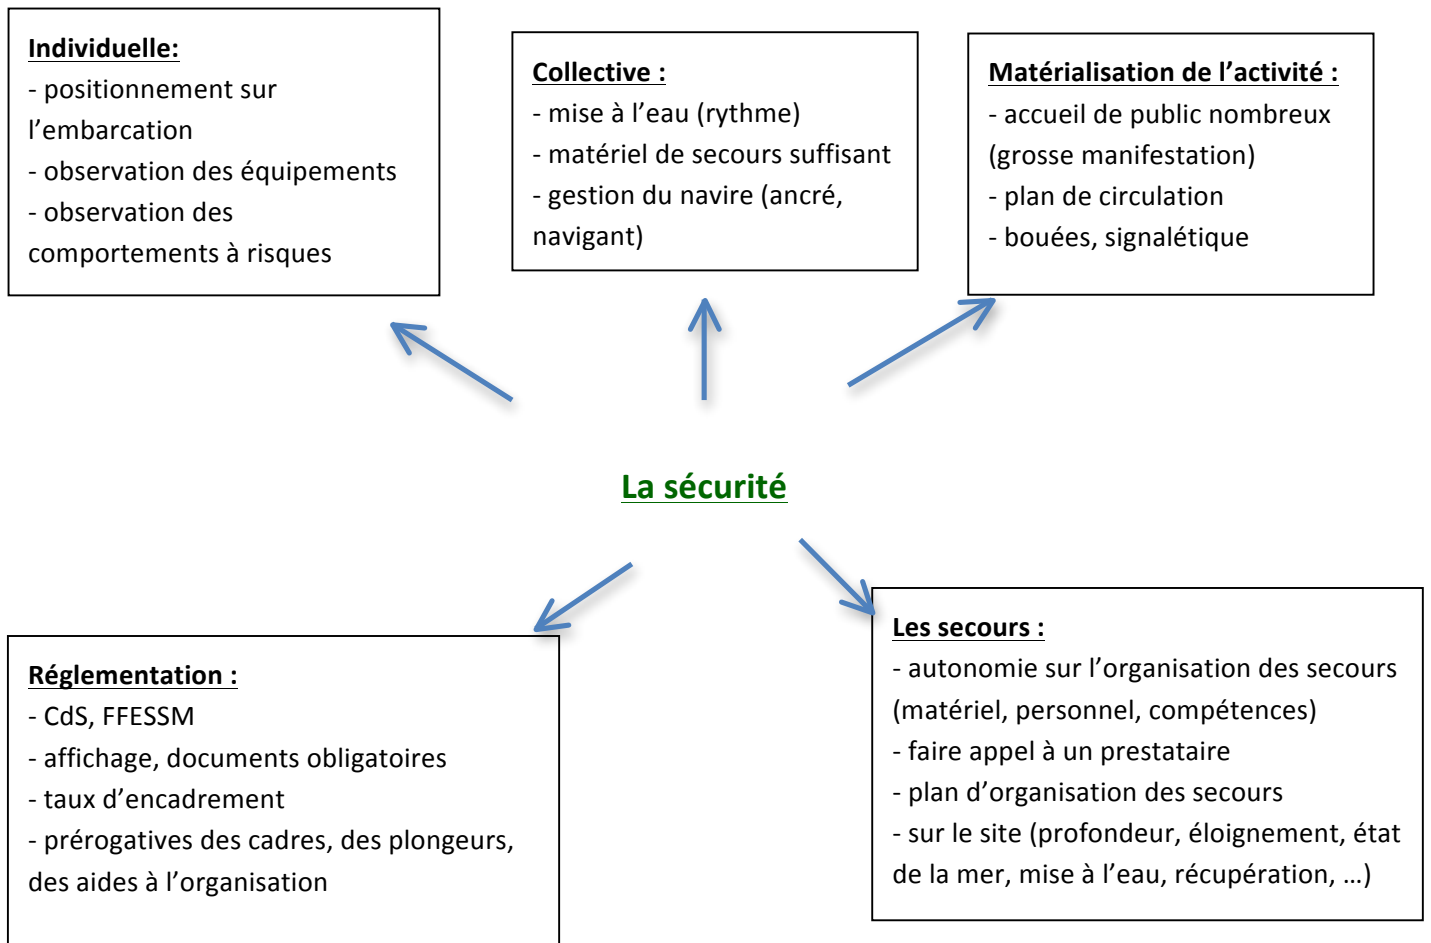 Individuelle:
- positionnement sur
l’embarcation
- observation des équipements
- observation des
comportements à risques
Collective :
- mise à l’eau (rythme)
- matériel de secours suffisant
- gestion du navire (ancré,
navigant)
Matérialisation de l’activité :
- accueil de public nombreux
(grosse manifestation)
- plan de circulation
- bouées, signalétique
La sécurité
Réglementation :
- CdS, FFESSM
- affichage, documents obligatoires
- taux d’encadrement
- prérogatives des cadres, des plongeurs,
des aides à l’organisation
Les secours :
- autonomie sur l’organisation des secours
(matériel, personnel, compétences)
- faire appel à un prestataire
- plan d’organisation des secours
- sur le site (profondeur, éloignement, état
de la mer, mise à l’eau, récupération, …)